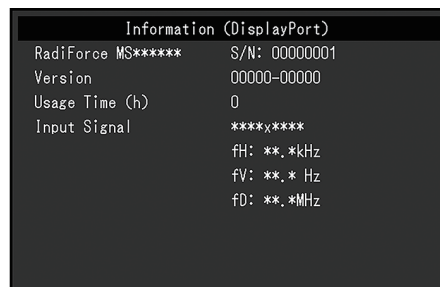 Information (DisplayPort)
RadiForce MS****** S/N: 00000001
Version 00000-00000
Usage Time (h) 0
Input Signal ****x****
fH: **.*kHz
fV: **.* Hz
fD: **.*MHz